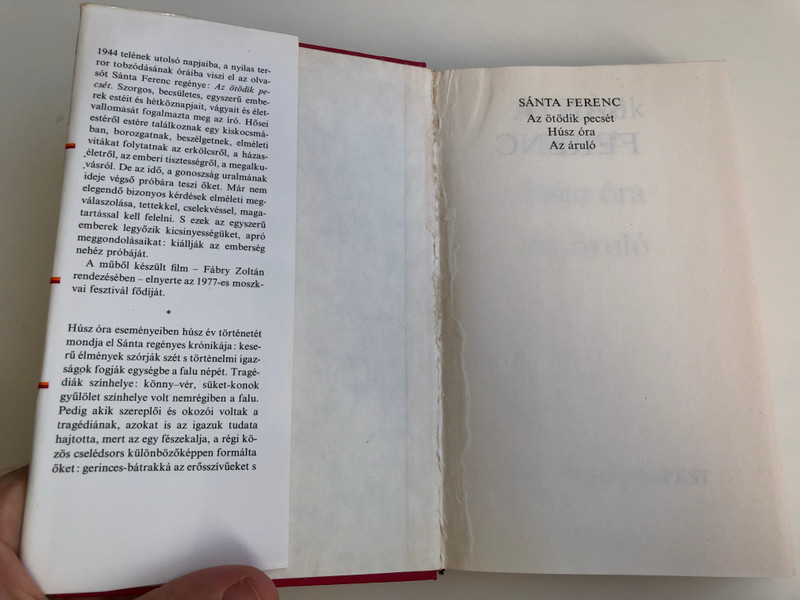 1944 telének utolsó napjaiba, a nyilas ter-
ror tobzódásának óráiba viszi el az olva-
sót Sánta Ferenc regénye: Az ötödik pe-
csét. Szorgos, becsületes, egyszerű embe-
rek estéit és hétköznapjait, vágyait és élet-
vallomását fogalmazta meg az író. Hősei
estéről estére találkoznak egy kiskocsmá-
ban, borozgatnak, beszélgetnek, elméleti
vitákat folytatnak az erkölcsről, a házas-
életről, az emberi tisztességről, a megalku-
vásról. De az idő, a gonoszság uralmának
ideje végső próbára teszi őket. Már nem
elegendő bizonyos kérdések elméleti meg-
válaszolása, tettekkel, cselekvéssel, maga-
tartással kell felelni. S ezek az egyszerű
emberek legyőzik kicsinyességüket, apró
meggondolásaikat: kiállják az emberség
nehéz próbáját.
A műből készült film – Fábry Zoltán
rendezésében – elnyerte az 1977-es moszk-
vai fesztivál fődíját.
*
Húsz óra eseményeiben húsz év történetét
mondja el Sánta regényes krónikája: kese-
rű élmények szórják szét s történelmi igaz-
ságok fogják egységbe a falu népét. Tragé-
diák színhelye: könny–vér, süket-konok
gyűlölet színhelye volt nemrégiben a falu.
Pedig akik szereplői és okozói voltak a
tragédiának, azokat is az igazuk tudata
hajtotta, mert az egy fészekalja, a régi kö-
zös cselédsors különbözőképpen formálta
őket: gerinces-bátrakká az erősszívűeket s
SÁNTA FERENC
Az ötödik pecsét
Húsz óra
Az áruló